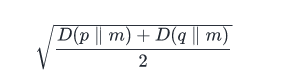 √((D(p ∥ m) + D(q ∥ m)) / 2)